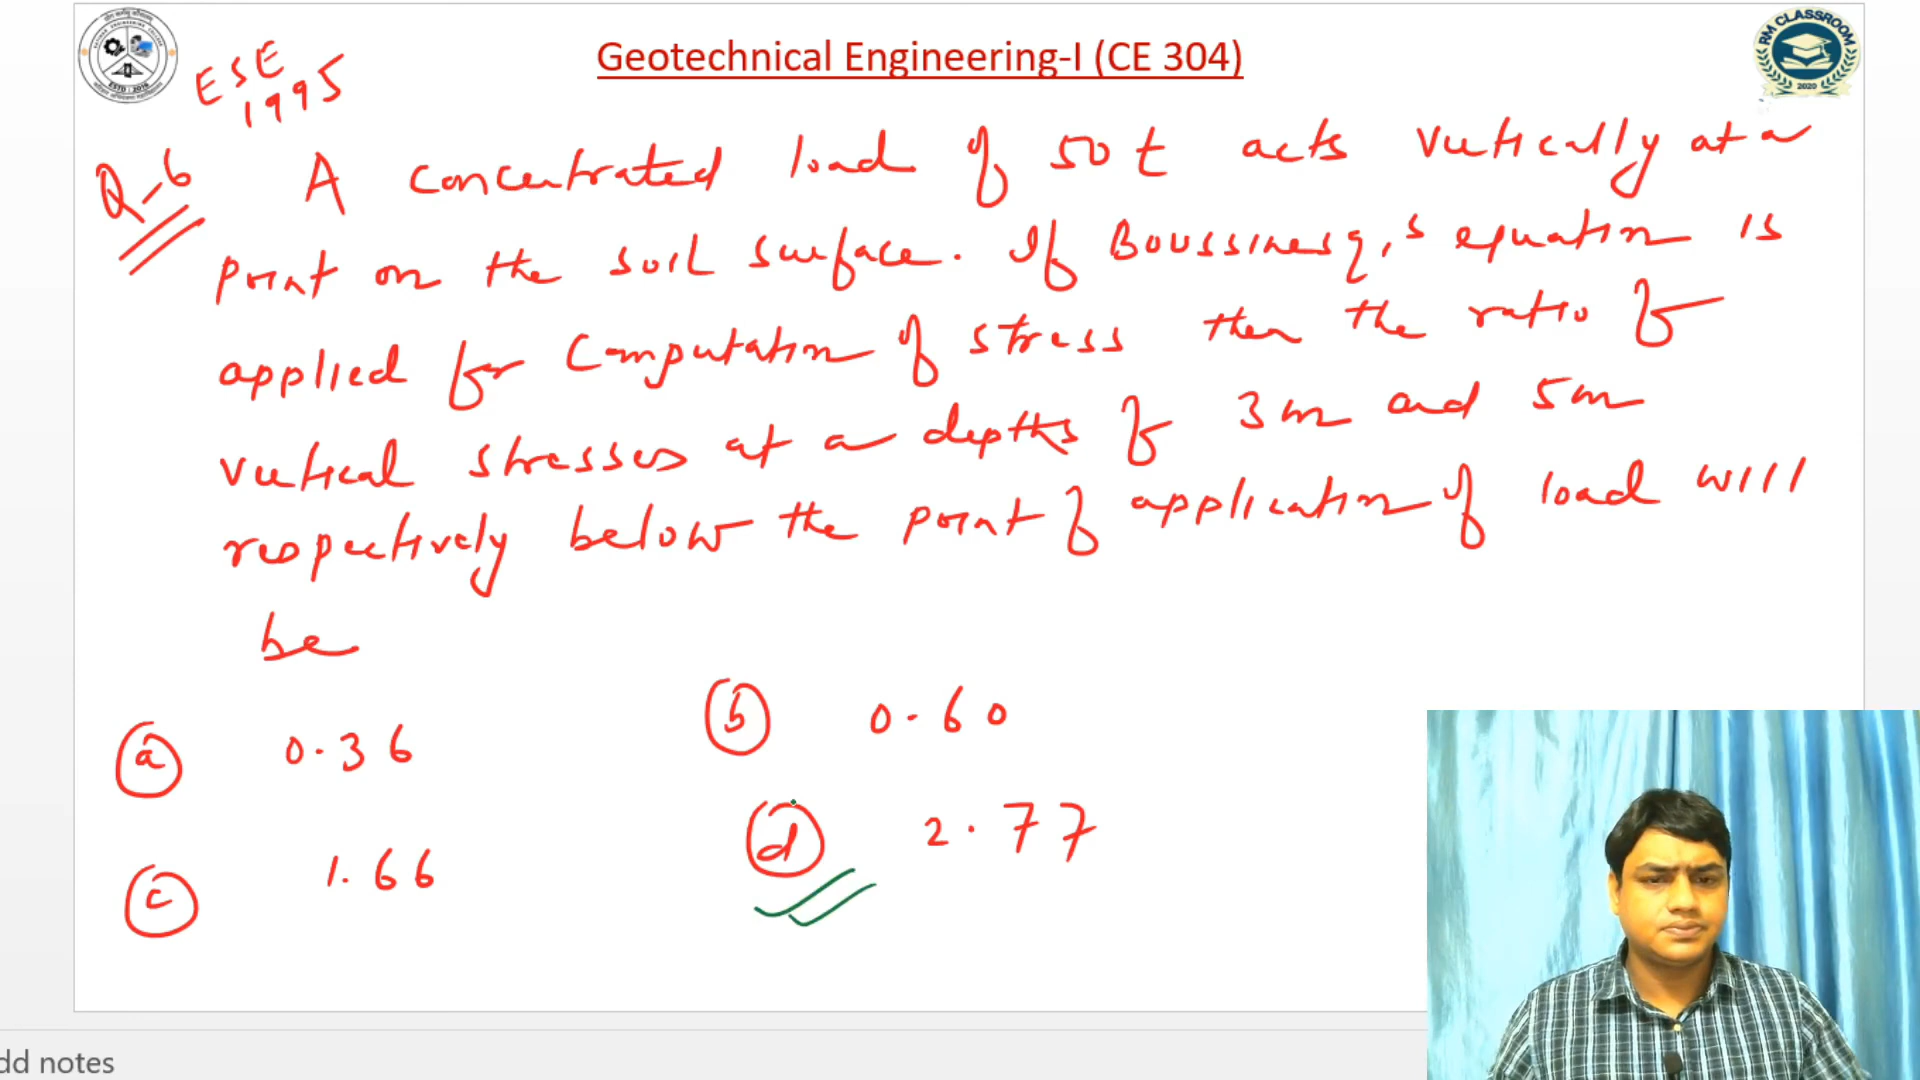 Geotechnical Engineering-I (CE 304)
RM CLASSROOM
2020
ESE
1995
Q-6 A concentrated load of 50 t acts vertically at a
point on the soil surface. If Boussinesq's equation is
applied for computation of stress then the ratio of
vertical stresses at a depths of 3m and 5m
respectively below the point of application of load will
be
(a) 0.36 (b) 0.60
(c) 1.66 (d) 2.77
dd notes